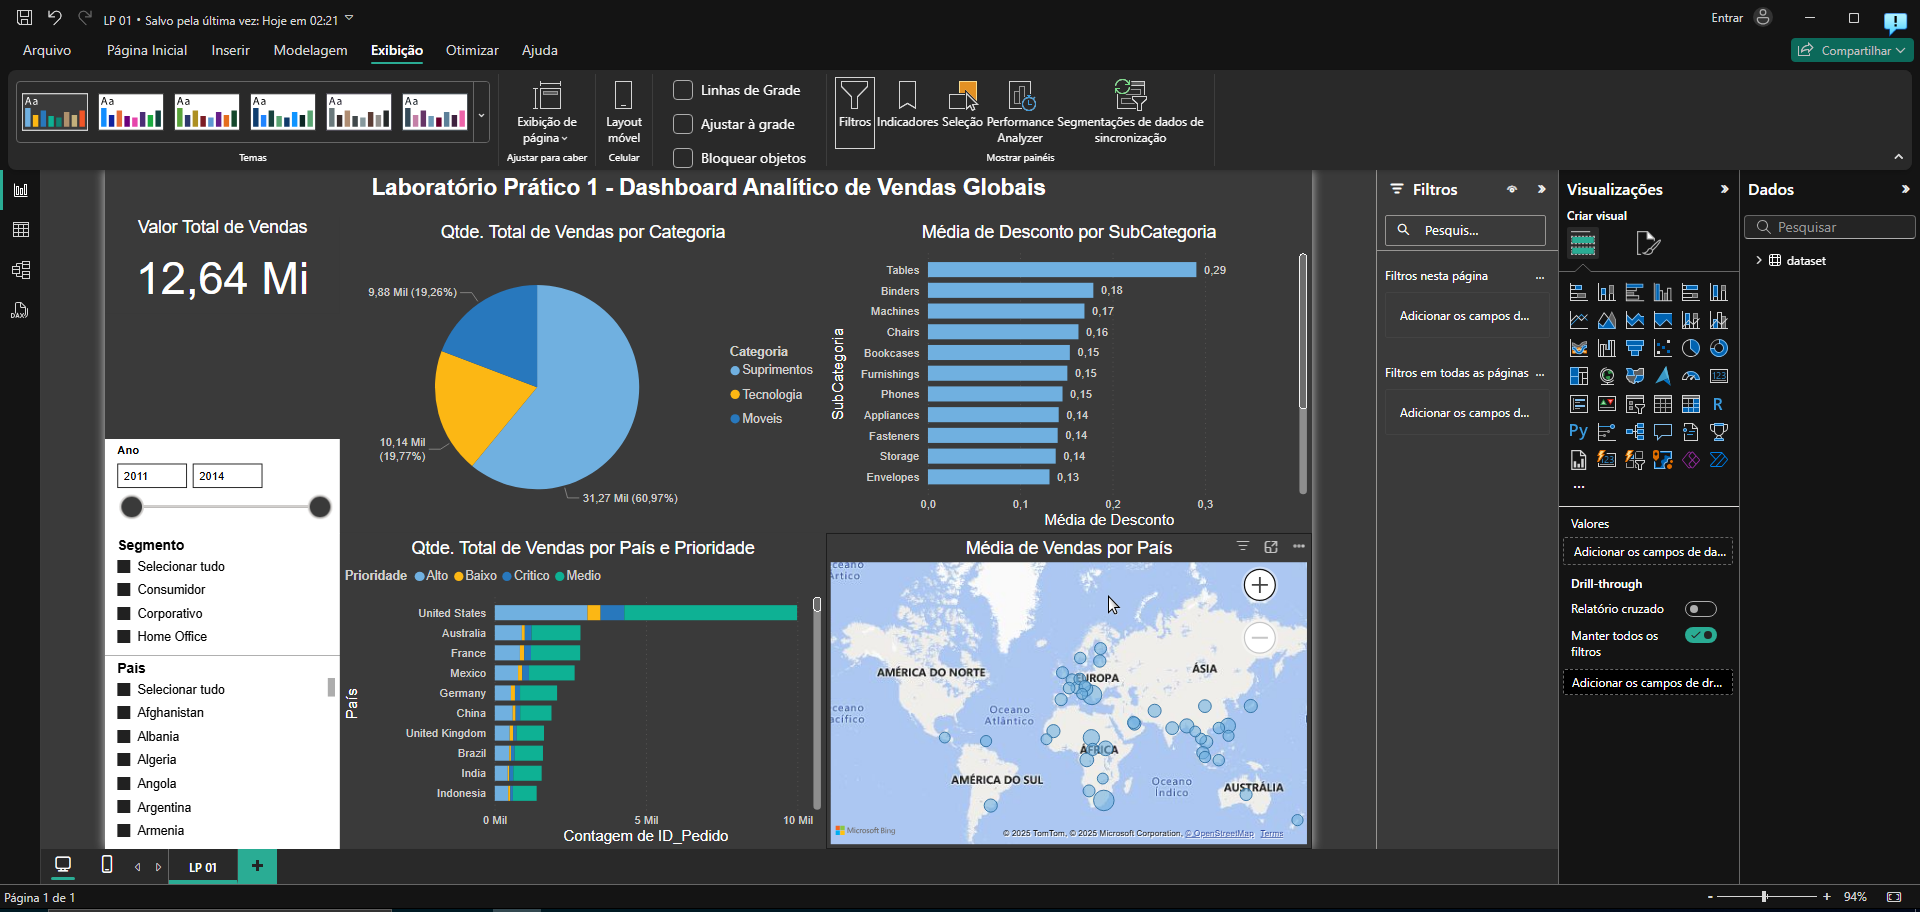 LP 01 • Salvo pela última vez: Hoje em 02:21
Entrar
Arquivo
Página Inicial
Inserir
Modelagem
Exibição
Otimizar
Ajuda
Compartilhar
Aa
Aa
Aa
Aa
Aa
Aa
Temas
Exibição de
página
Ajustar para caber
Layout
móvel
Celular
Linhas de Grade
Ajustar à grade
Bloquear objetos
Filtros
Indicadores
Seleção
Performance
Analyzer
Segmentações de dados de
sincronização
Mostrar painéis
Laboratório Prático 1 - Dashboard Analítico de Vendas Globais
Valor Total de Vendas
12,64 Mi
Qtde. Total de Vendas por Categoria
9,88 Mil (19,26%)
10,14 Mil
(19,77%)
31,27 Mil (60,97%)
Categoria
Suprimentos
Tecnologia
Moveis
Média de Desconto por SubCategoria
SubCategoria
Tables 0,29
Binders 0,18
Machines 0,17
Chairs 0,16
Bookcases 0,15
Furnishings 0,15
Phones 0,15
Appliances 0,14
Fasteners 0,14
Storage 0,14
Envelopes 0,13
0,0 0,1 0,2 0,3
Média de Desconto
Ano
2011 2014
Segmento
Selecionar tudo
Consumidor
Corporativo
Home Office
Pais
Selecionar tudo
Afghanistan
Albania
Algeria
Angola
Argentina
Armenia
Qtde. Total de Vendas por País e Prioridade
Prioridade Alto Baixo Critico Medio
País
United States
Australia
France
Mexico
Germany
China
United Kingdom
Brazil
India
Indonesia
0 Mil 5 Mil 10 Mil
Contagem de ID_Pedido
Média de Vendas por País
ceano
Ártico
AMÉRICA DO NORTE
UROPA
ÁSIA
ceano
acífico
Oceano
Atlântico
ÁFRICA
AMÉRICA DO SUL
Oceano
Índico
AUSTRÁLIA
Microsoft Bing
© 2025 TomTom, © 2025 Microsoft Corporation, © OpenStreetMap Terms
Filtros
Pesquis...
Filtros nesta página ...
Adicionar os campos d...
Filtros em todas as páginas ...
Adicionar os campos d...
Visualizações
Criar visual
123
R
Py
123
...
Valores
Adicionar os campos de da...
Drill-through
Relatório cruzado
Manter todos os
filtros
Adicionar os campos de dr...
Dados
Pesquisar
dataset
DAX
LP 01
+
Página 1 de 1
- + 94%